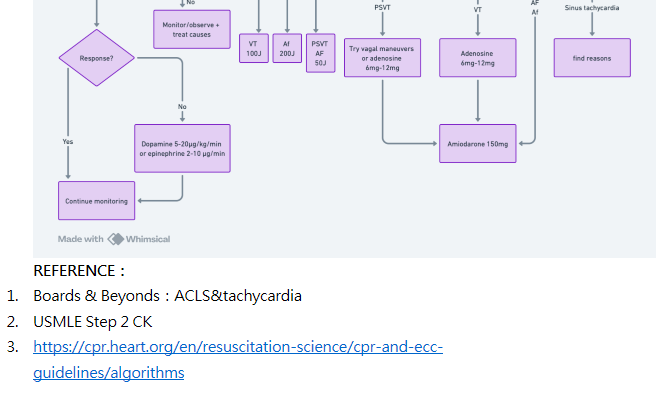 No
PSVT
VT
AF
Af
Sinus tachycardia
Monitor/observe +
treat causes
VT
100J
Af
200J
PSVT
AF
50J
Try vagal maneuvers
or adenosine
6mg-12mg
Adenosine
6mg-12mg
find reasons
Response?
No
Yes
Dopamine 5-20µg/kg/min
or epinephrine 2-10 µg/min
Amiodarone 150mg
Continue monitoring
Made with Whimsical
REFERENCE：
1. Boards & Beyonds：ACLS&tachycardia
2. USMLE Step 2 CK
3. https://cpr.heart.org/en/resuscitation-science/cpr-and-ecc-
guidelines/algorithms